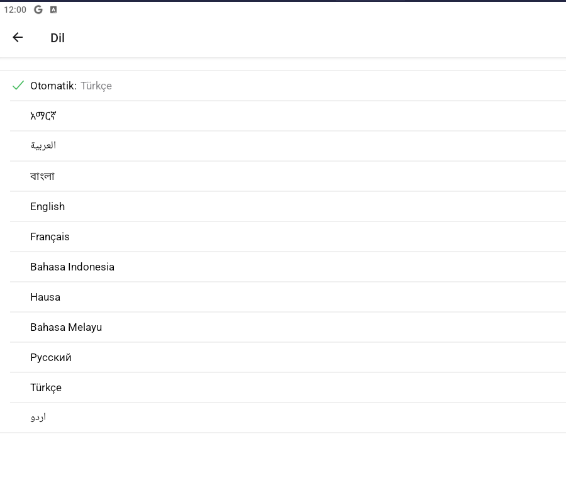 12:00
Dil
Otomatik: Türkçe
አማርኛ
العربية
বাংলা
English
Français
Bahasa Indonesia
Hausa
Bahasa Melayu
Русский
Türkçe
اردو